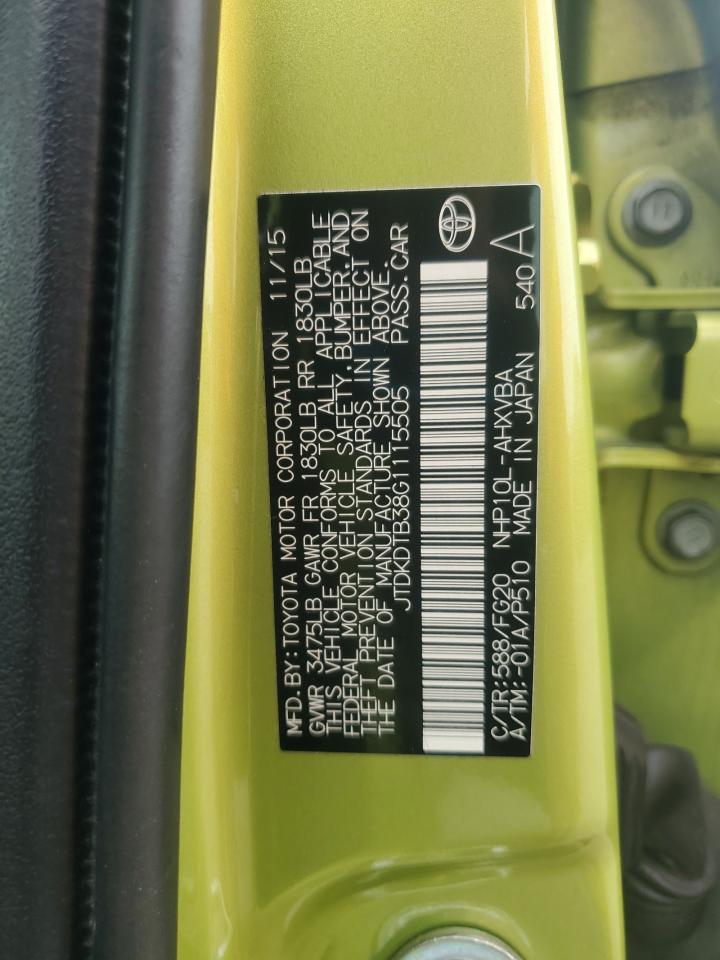 MFD.BY:TOYOTA MOTOR CORPORATION 11/15
GVWR 3475LB GAWR FR 1830LB RR 1830LB
THIS VEHICLE CONFORMS TO ALL APPLICABLE
FEDERAL MOTOR VEHICLE SAFETY,BUMPER,AND
THEFT PREVENTION STANDARDS IN EFFECT ON
THE DATE OF MANUFACTURE SHOWN ABOVE.
JTDKDTB38G1115505 PASS.CAR
C/TR:588/FG20 NHP10L-AHXVBA 540A
A/TM:-01A/P510 MADE IN JAPAN